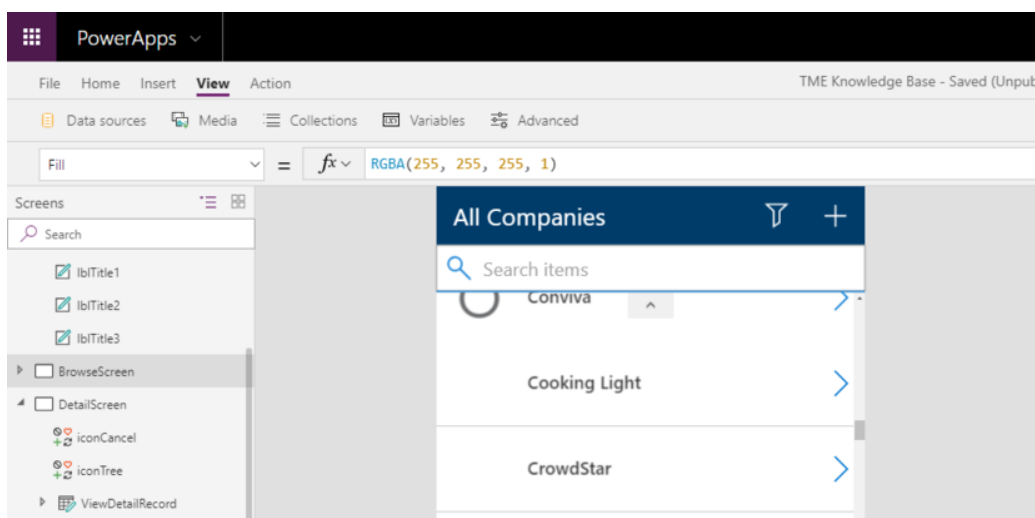 PowerApps
File Home Insert View Action TME Knowledge Base - Saved (Unpub
Data sources Media Collections Variables Advanced
Fill = fx RGBA(255, 255, 255, 1)
Screens
Search
lblTitle1
lblTitle2
lblTitle3
BrowseScreen
DetailScreen
iconCancel
iconTree
ViewDetailRecord
All Companies
Search items
Conviva
Cooking Light
CrowdStar